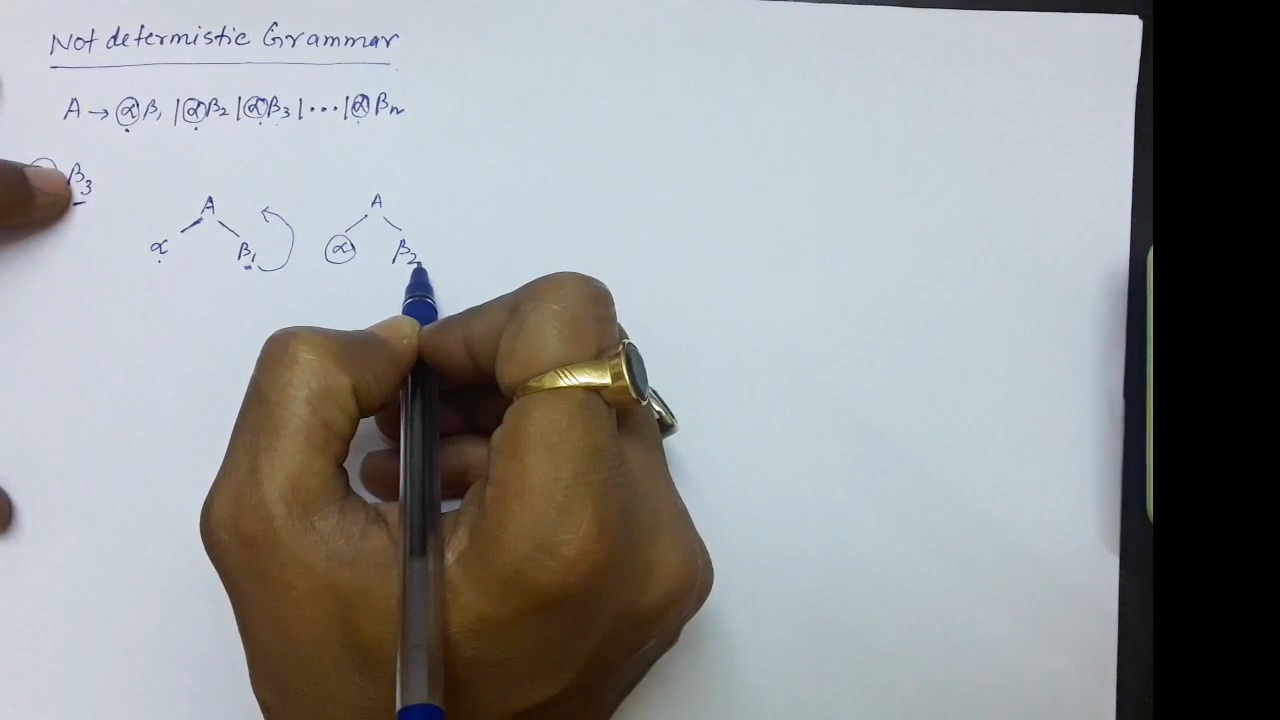 Not determistic Grammar
A → αβ₁ | αβ₂ | αβ₃ | ... | αβₙ
β₃
A A
α β₁ α β₂